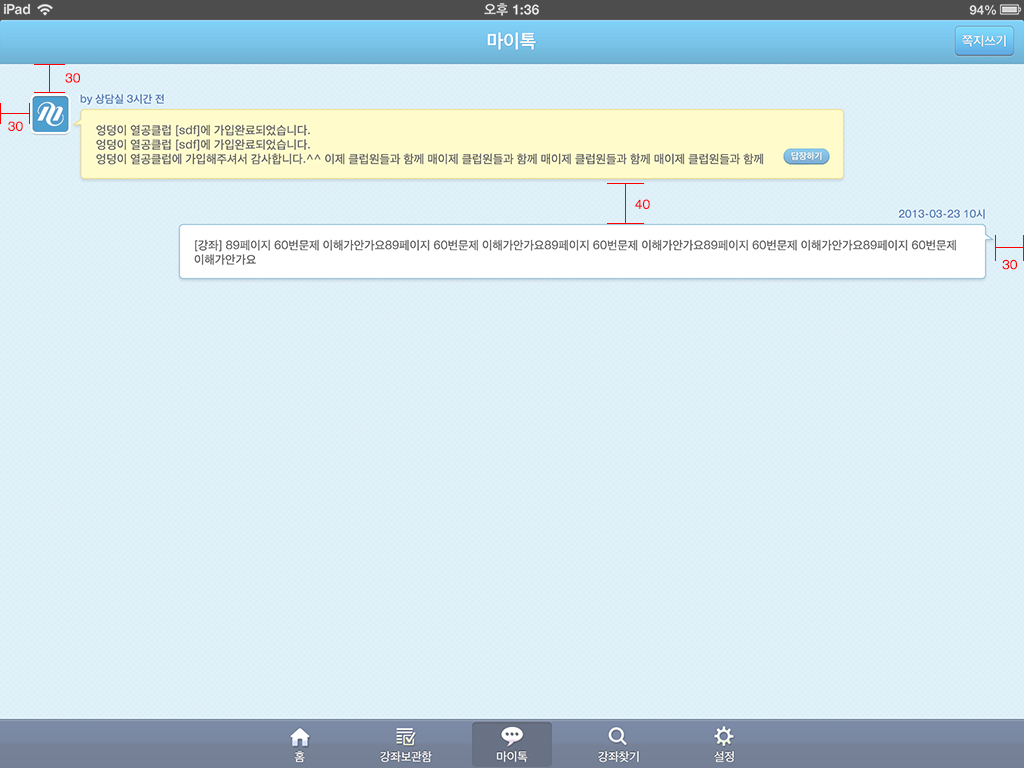 iPad 오후 1:36 94%
마이톡
쪽지쓰기
30
30
by 상담실 3시간 전
엉덩이 열공클럽 [sdf]에 가입완료되었습니다.
엉덩이 열공클럽 [sdf]에 가입완료되었습니다.
엉덩이 열공클럽에 가입해주셔서 감사합니다.^^ 이제 클럽원들과 함께 매이제 클럽원들과 함께 매이제 클럽원들과 함께 매이제 클럽원들과 함께
답장하기
40
2013-03-23 10시
[강좌] 89페이지 60번문제 이해가안가요89페이지 60번문제 이해가안가요89페이지 60번문제 이해가안가요89페이지 60번문제 이해가안가요89페이지 60번문제
이해가안가요
30
홈 강좌보관함 마이톡 강좌찾기 설정